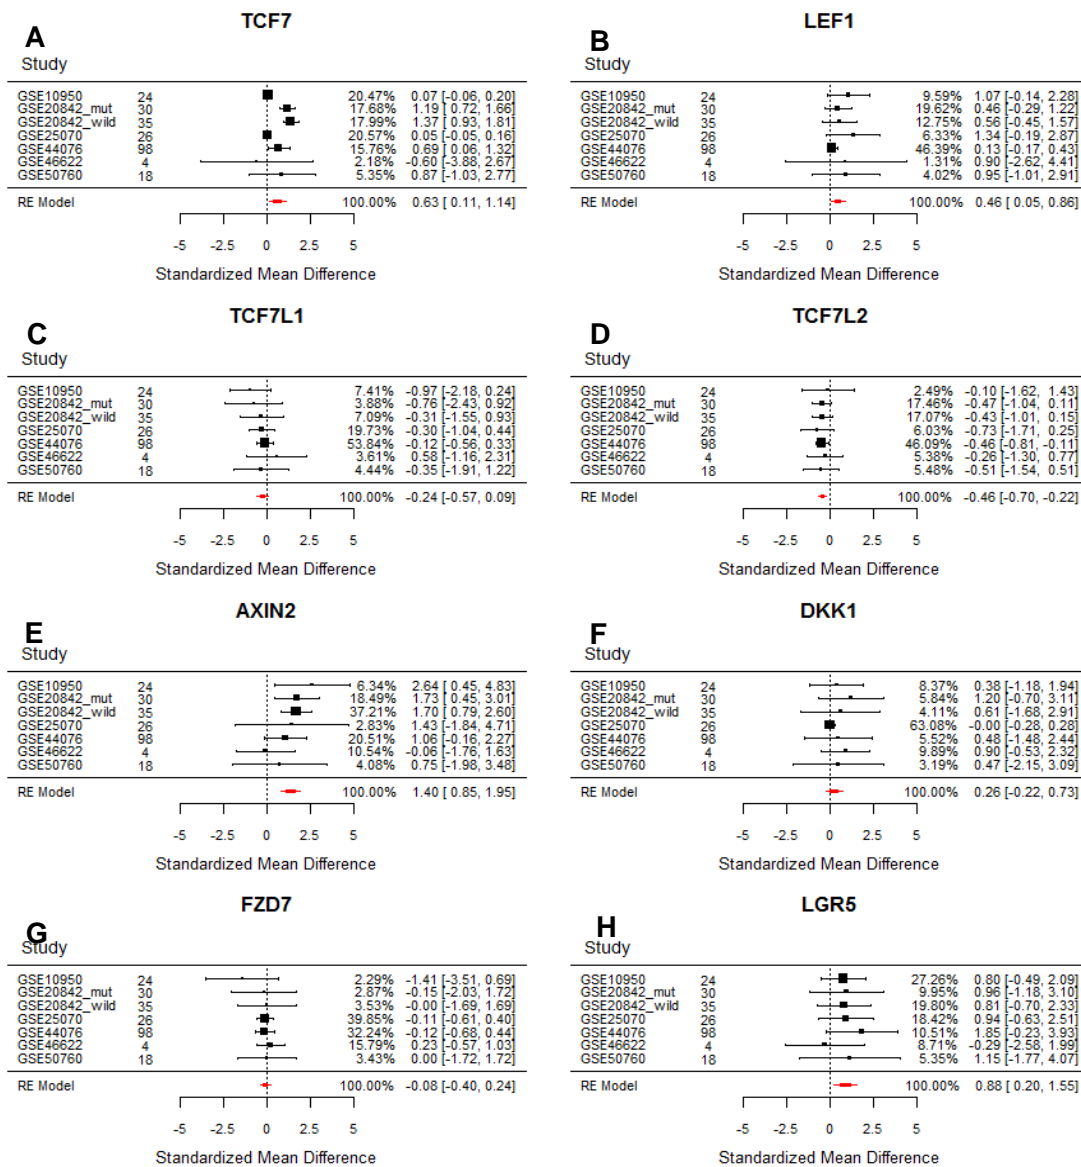 TCF7
A
Study
GSE10950 24 20.47% 0.07 [-0.06, 0.20]
GSE20842_mut 30 17.68% 1.19 [ 0.72, 1.66]
GSE20842_wild 35 17.99% 1.37 [ 0.93, 1.81]
GSE25070 26 20.57% 0.05 [-0.05, 0.16]
GSE44076 98 15.76% 0.69 [ 0.06, 1.32]
GSE46622 4 2.18% -0.60 [-3.88, 2.67]
GSE50760 18 5.35% 0.87 [-1.03, 2.77]
RE Model 100.00% 0.63 [ 0.11, 1.14]
-5 -2.5 0 2.5 5
Standardized Mean Difference
LEF1
B
Study
GSE10950 24 9.59% 1.07 [-0.14, 2.28]
GSE20842_mut 30 19.62% 0.46 [-0.29, 1.22]
GSE20842_wild 35 12.75% 0.56 [-0.45, 1.57]
GSE25070 26 6.33% 1.34 [-0.19, 2.87]
GSE44076 98 46.39% 0.13 [-0.17, 0.43]
GSE46622 4 1.31% 0.90 [-2.62, 4.41]
GSE50760 18 4.02% 0.95 [-1.01, 2.91]
RE Model 100.00% 0.46 [ 0.05, 0.86]
-5 -2.5 0 2.5 5
Standardized Mean Difference
TCF7L1
C
Study
GSE10950 24 7.41% -0.97 [-2.18, 0.24]
GSE20842_mut 30 3.88% -0.76 [-2.43, 0.92]
GSE20842_wild 35 7.09% -0.31 [-1.55, 0.93]
GSE25070 26 19.73% -0.30 [-1.04, 0.44]
GSE44076 98 53.84% -0.12 [-0.56, 0.33]
GSE46622 4 3.61% 0.58 [-1.16, 2.31]
GSE50760 18 4.44% -0.35 [-1.91, 1.22]
RE Model 100.00% -0.24 [-0.57, 0.09]
-5 -2.5 0 2.5 5
Standardized Mean Difference
TCF7L2
D
Study
GSE10950 24 2.49% -0.10 [-1.62, 1.43]
GSE20842_mut 30 17.46% -0.47 [-1.04, 0.11]
GSE20842_wild 35 17.07% -0.43 [-1.01, 0.15]
GSE25070 26 6.03% -0.73 [-1.71, 0.25]
GSE44076 98 46.09% -0.46 [-0.81, -0.11]
GSE46622 4 5.38% -0.26 [-1.30, 0.77]
GSE50760 18 5.48% -0.51 [-1.54, 0.51]
RE Model 100.00% -0.46 [-0.70, -0.22]
-5 -2.5 0 2.5 5
Standardized Mean Difference
AXIN2
E
Study
GSE10950 24 6.34% 2.64 [ 0.45, 4.83]
GSE20842_mut 30 18.49% 1.73 [ 0.45, 3.01]
GSE20842_wild 35 37.21% 1.70 [ 0.79, 2.60]
GSE25070 26 2.83% 1.43 [-1.84, 4.71]
GSE44076 98 20.51% 1.06 [-0.16, 2.27]
GSE46622 4 10.54% -0.06 [-1.76, 1.63]
GSE50760 18 4.08% 0.75 [-1.98, 3.48]
RE Model 100.00% 1.40 [ 0.85, 1.95]
-5 -2.5 0 2.5 5
Standardized Mean Difference
DKK1
F
Study
GSE10950 24 8.37% 0.38 [-1.18, 1.94]
GSE20842_mut 30 5.84% 1.20 [-0.70, 3.11]
GSE20842_wild 35 4.11% 0.61 [-1.68, 2.91]
GSE25070 26 63.08% -0.00 [-0.28, 0.28]
GSE44076 98 5.52% 0.48 [-1.48, 2.44]
GSE46622 4 9.89% 0.90 [-0.53, 2.32]
GSE50760 18 3.19% 0.47 [-2.15, 3.09]
RE Model 100.00% 0.26 [-0.22, 0.73]
-5 -2.5 0 2.5 5
Standardized Mean Difference
FZD7
G
Study
GSE10950 24 2.29% -1.41 [-3.51, 0.69]
GSE20842_mut 30 2.87% -0.15 [-2.03, 1.72]
GSE20842_wild 35 3.53% -0.00 [-1.69, 1.69]
GSE25070 26 39.85% -0.11 [-0.61, 0.40]
GSE44076 98 32.24% -0.12 [-0.68, 0.44]
GSE46622 4 15.79% 0.23 [-0.57, 1.03]
GSE50760 18 3.43% 0.00 [-1.72, 1.72]
RE Model 100.00% -0.08 [-0.40, 0.24]
-5 -2.5 0 2.5 5
Standardized Mean Difference
LGR5
H
Study
GSE10950 24 27.26% 0.80 [-0.49, 2.09]
GSE20842_mut 30 9.95% 0.96 [-1.18, 3.10]
GSE20842_wild 35 19.80% 0.81 [-0.70, 2.33]
GSE25070 26 18.42% 0.94 [-0.63, 2.51]
GSE44076 98 10.51% 1.85 [-0.23, 3.93]
GSE46622 4 8.71% -0.29 [-2.58, 1.99]
GSE50760 18 5.35% 1.15 [-1.77, 4.07]
RE Model 100.00% 0.88 [ 0.20, 1.55]
-5 -2.5 0 2.5 5
Standardized Mean Difference